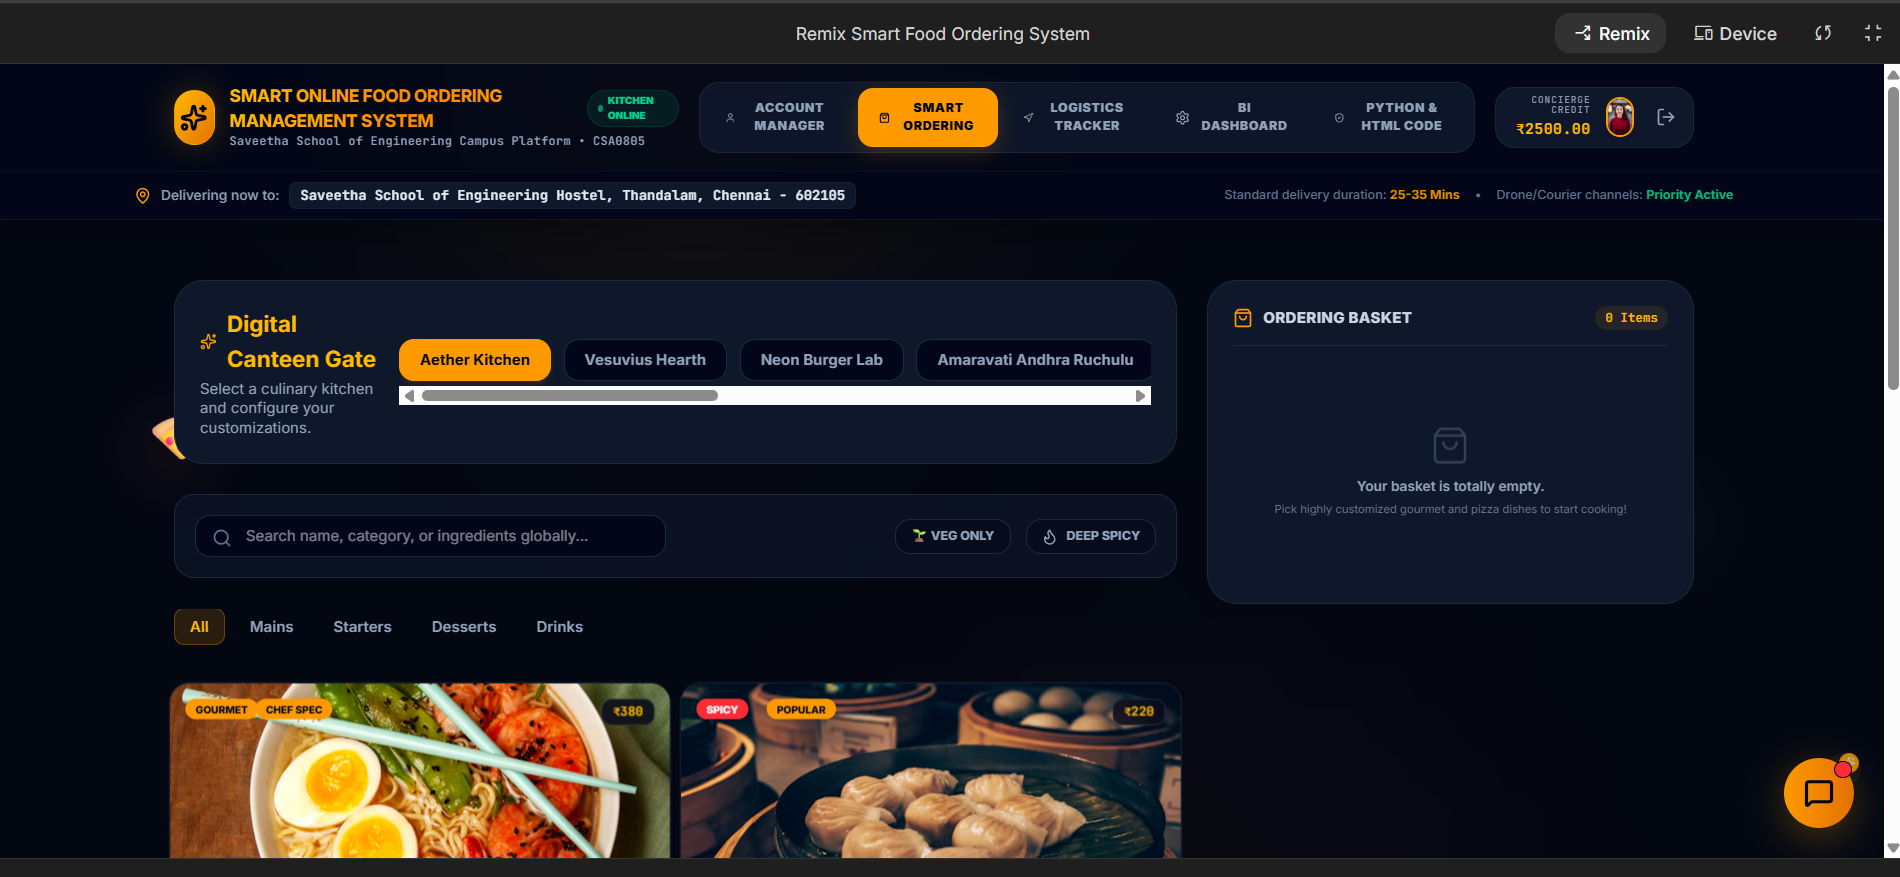 Remix Smart Food Ordering System
Remix
Device
SMART ONLINE FOOD ORDERING
MANAGEMENT SYSTEM
Saveetha School of Engineering Campus Platform • CSA0805
KITCHEN
ONLINE
ACCOUNT
MANAGER
SMART
ORDERING
LOGISTICS
TRACKER
BI
DASHBOARD
PYTHON &
HTML CODE
CONCIERGE
CREDIT
₹2500.00
Delivering now to: Saveetha School of Engineering Hostel, Thandalam, Chennai - 602105
Standard delivery duration: 25-35 Mins • Drone/Courier channels: Priority Active
Digital
Canteen Gate
Select a culinary kitchen
and configure your
customizations.
Aether Kitchen
Vesuvius Hearth
Neon Burger Lab
Amaravati Andhra Ruchulu
ORDERING BASKET
0 Items
Your basket is totally empty.
Pick highly customized gourmet and pizza dishes to start cooking!
Search name, category, or ingredients globally...
VEG ONLY
DEEP SPICY
All
Mains
Starters
Desserts
Drinks
GOURMET
CHEF SPEC
₹380
SPICY
POPULAR
₹220